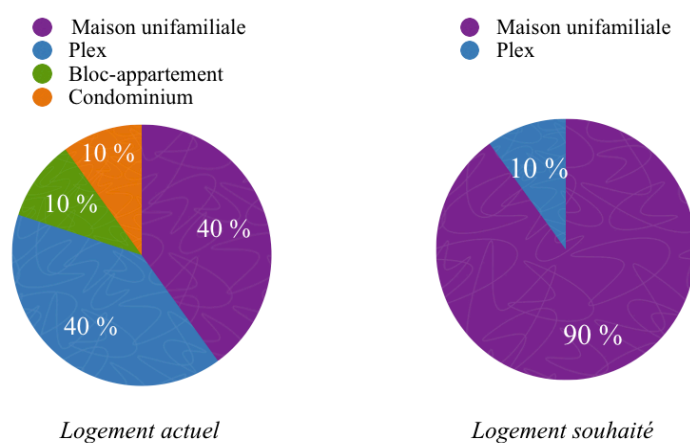 Maison unifamiliale
Plex
Bloc-appartement
Condominium
10 %
10 %
40 %
40 %
Logement actuel
Maison unifamiliale
Plex
10 %
90 %
Logement souhaité